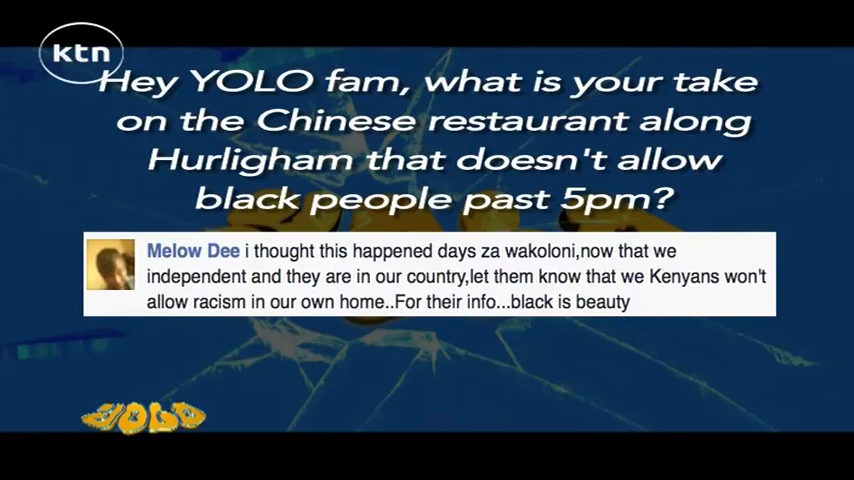 ktn
Hey YOLO fam, what is your take
on the Chinese restaurant along
Hurligham that doesn't allow
black people past 5pm?
Melow Dee i thought this happened days za wakoloni,now that we
independent and they are in our country,let them know that we Kenyans won't
allow racism in our own home..For their info...black is beauty
YOLO